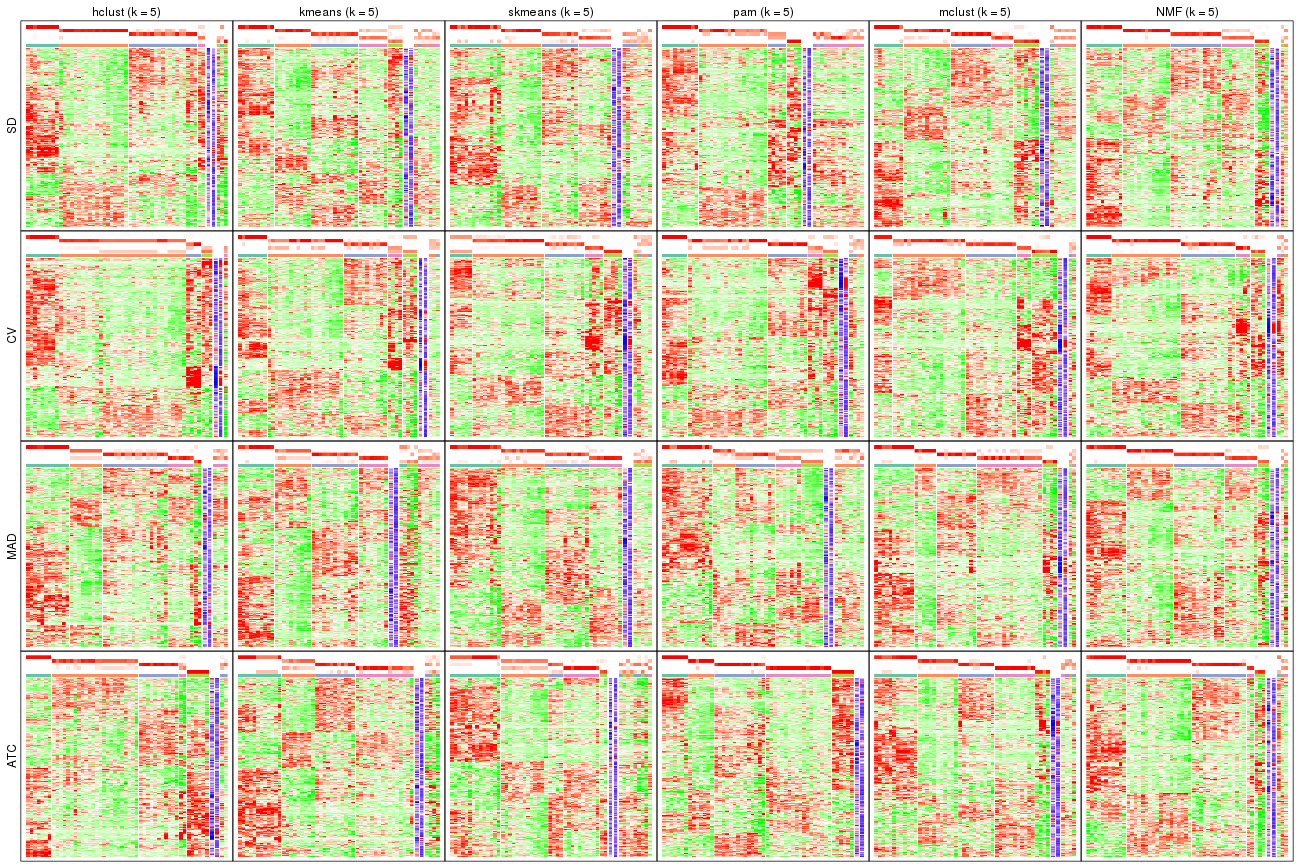 hclust (k = 5) kmeans (k = 5) skmeans (k = 5) pam (k = 5) mclust (k = 5) NMF (k = 5)
SD
CV
MAD
ATC